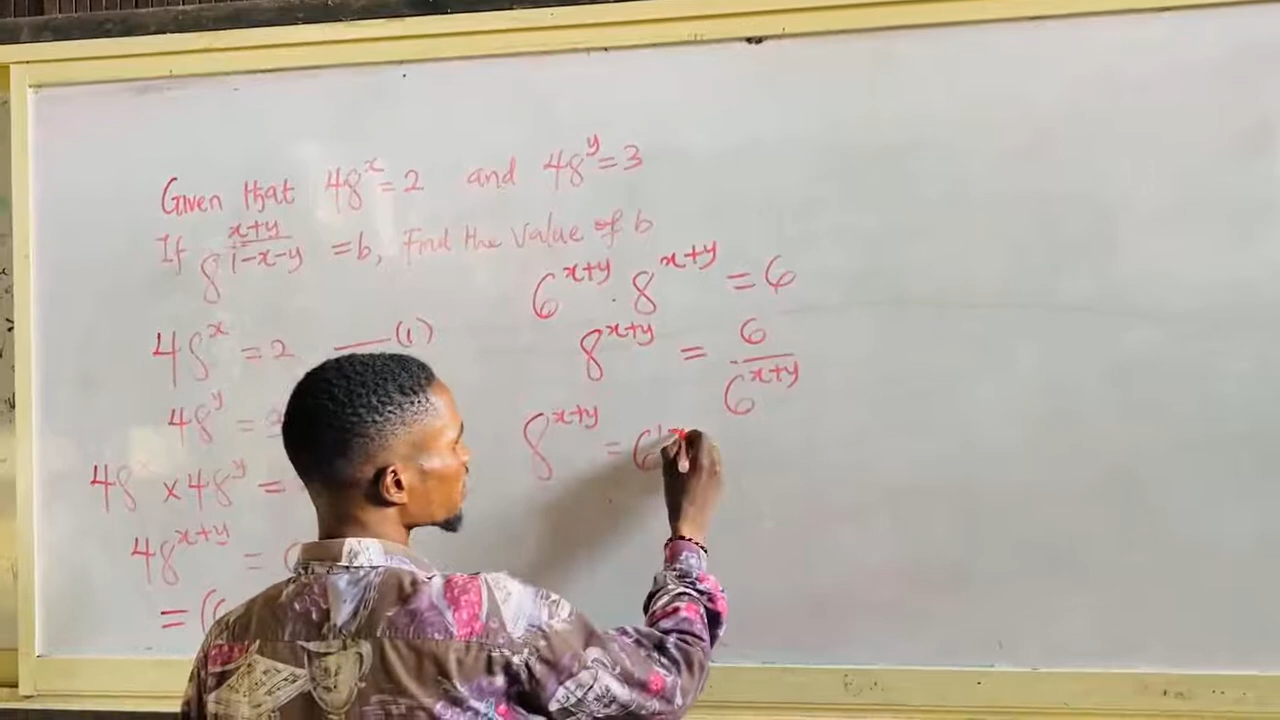 Given that 48^x = 2 and 48^y = 3
If 8^((x+y)/(1-x-y)) = b, Find the value of b
48^x = 2 —— (1)
48^y =
48^x × 48^y =
48^(x+y) =
= (
6^(x+y) · 8^(x+y) = 6
8^(x+y) = 6/6^(x+y)
8^(x+y) = 6